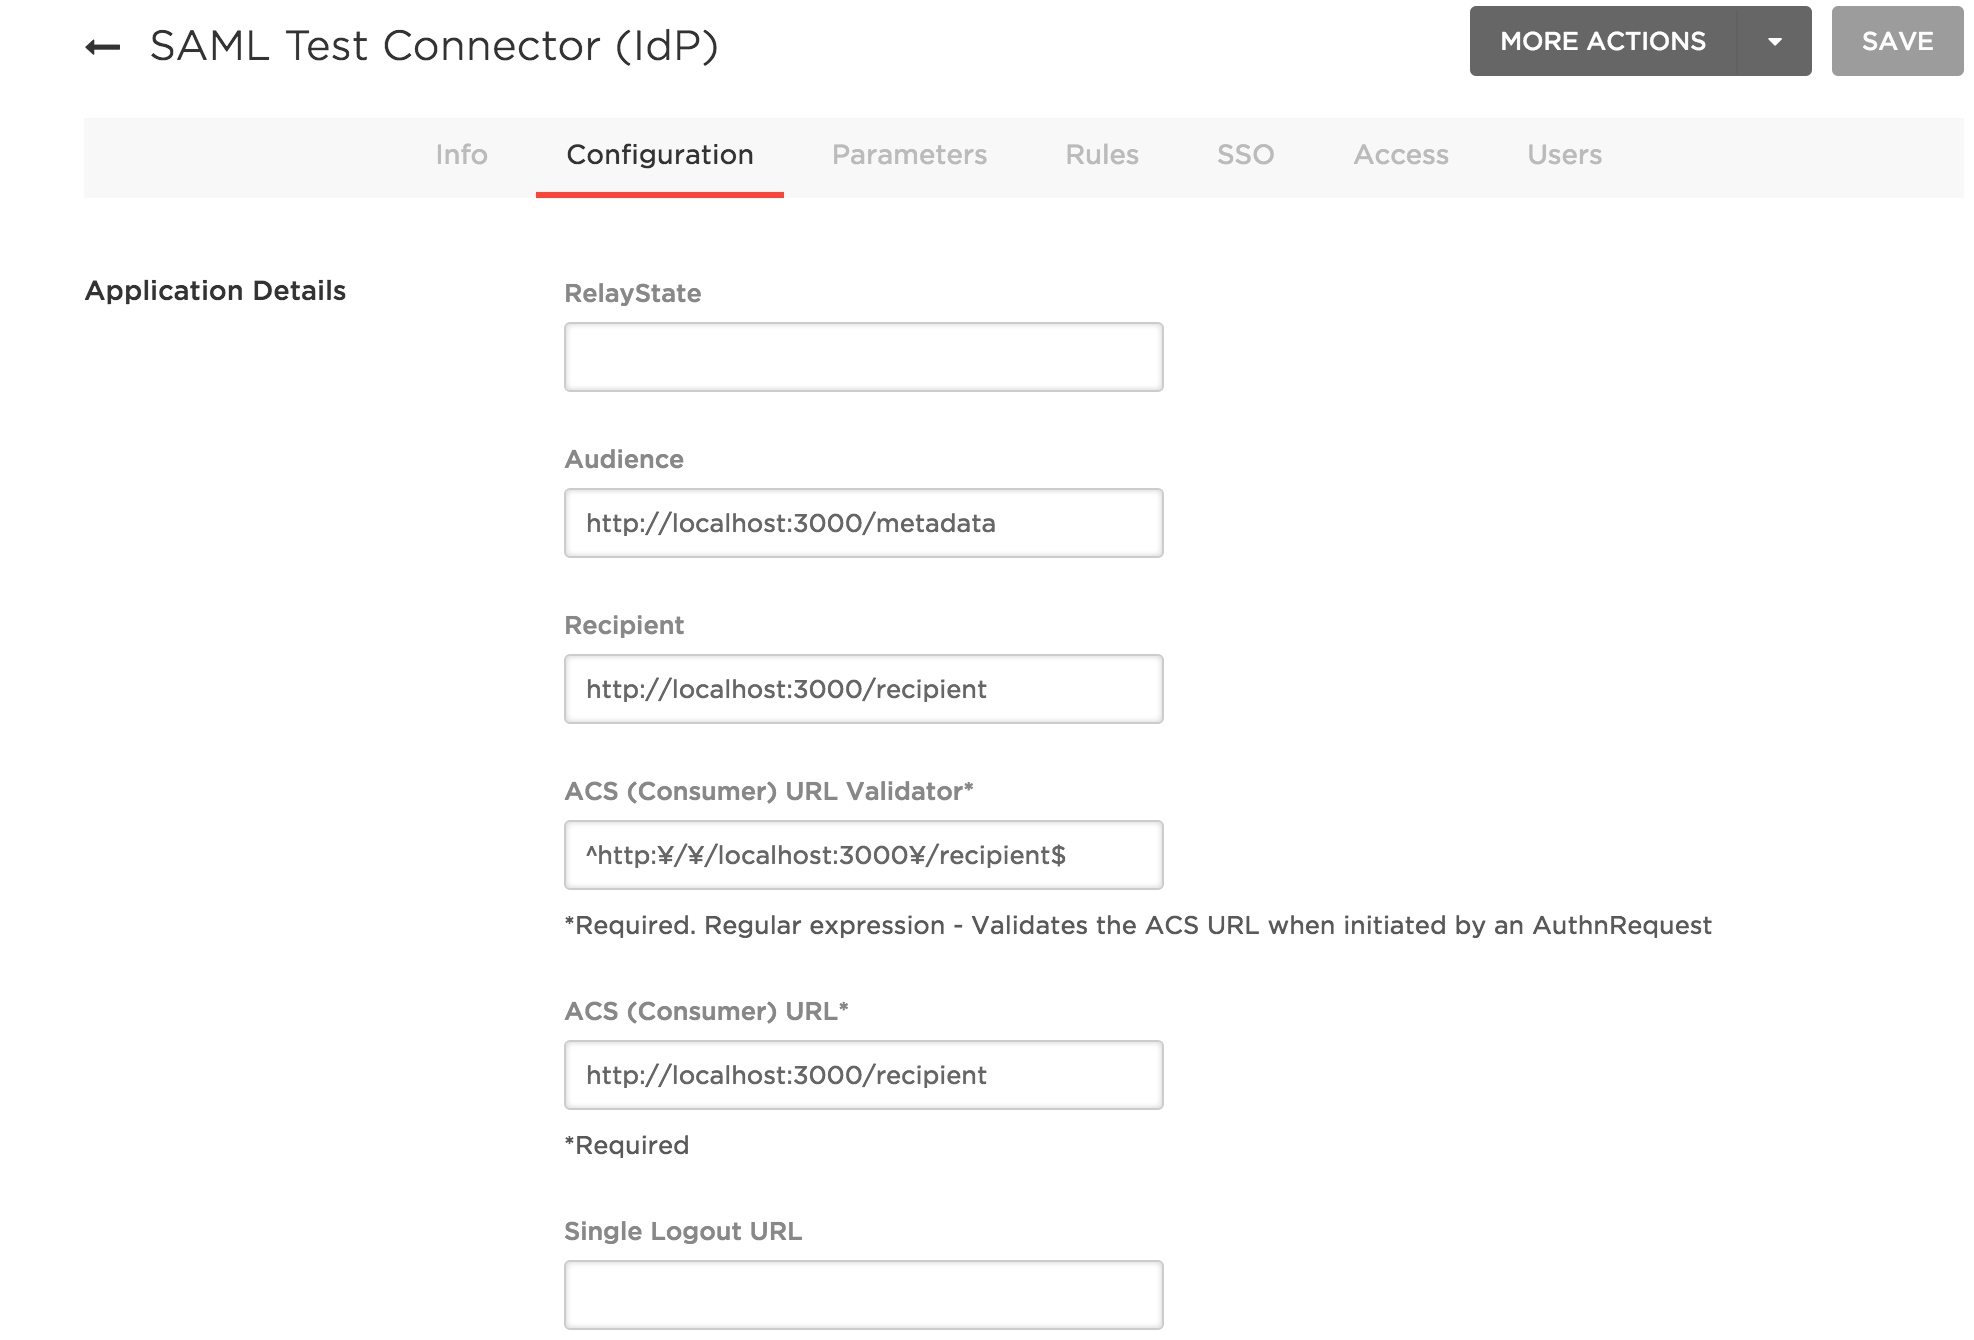 SAML Test Connector (IdP)
MORE ACTIONS
SAVE
Info
Configuration
Parameters
Rules
SSO
Access
Users
Application Details
RelayState
Audience
http://localhost:3000/metadata
Recipient
http://localhost:3000/recipient
ACS (Consumer) URL Validator*
^http:¥/¥/localhost:3000¥/recipient$
*Required. Regular expression - Validates the ACS URL when initiated by an AuthnRequest
ACS (Consumer) URL*
http://localhost:3000/recipient
*Required
Single Logout URL